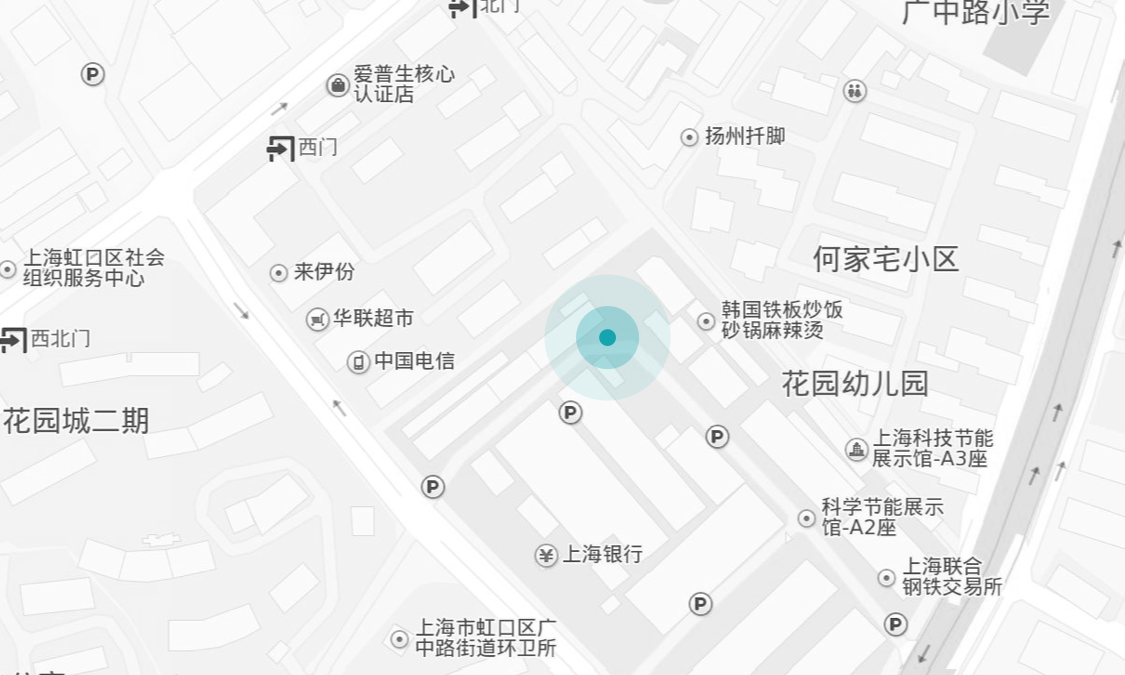 北门
广中路小学
P
爱普生核心
认证店
扬州扦脚
西门
上海虹口区社会
组织服务中心
来伊份
何家宅小区
华联超市
韩国铁板炒饭
砂锅麻辣烫
西北门
中国电信
花园幼儿园
花园城二期
P
P
上海科技节能
展示馆-A3座
P
科学节能展示
馆-A2座
¥
上海银行
上海联合
钢铁交易所
P
P
上海市虹口区广
中路街道环卫所